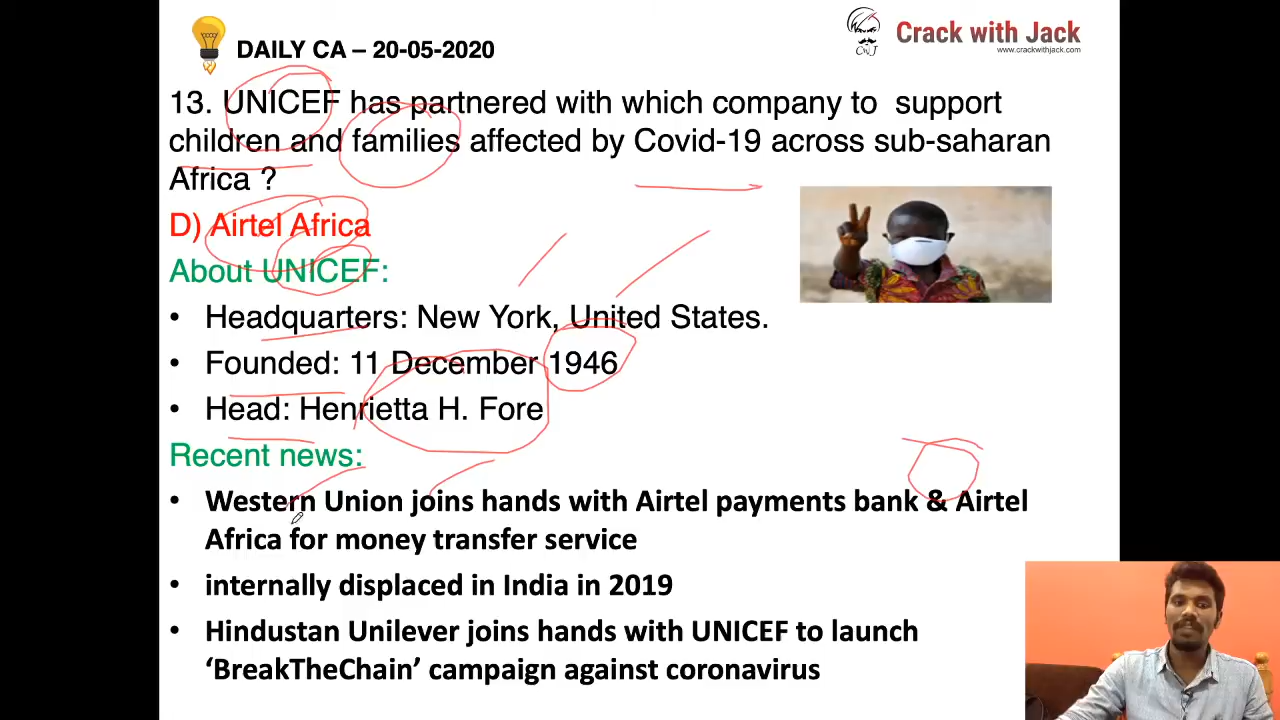 DAILY CA – 20-05-2020
Crack with Jack
www.crackwithjack.com
CWJ
13. UNICEF has partnered with which company to support
children and families affected by Covid-19 across sub-saharan
Africa ?
D) Airtel Africa
About UNICEF:
• Headquarters: New York, United States.
• Founded: 11 December 1946
• Head: Henrietta H. Fore
Recent news:
• Western Union joins hands with Airtel payments bank & Airtel
Africa for money transfer service
• internally displaced in India in 2019
• Hindustan Unilever joins hands with UNICEF to launch
‘BreakTheChain’ campaign against coronavirus